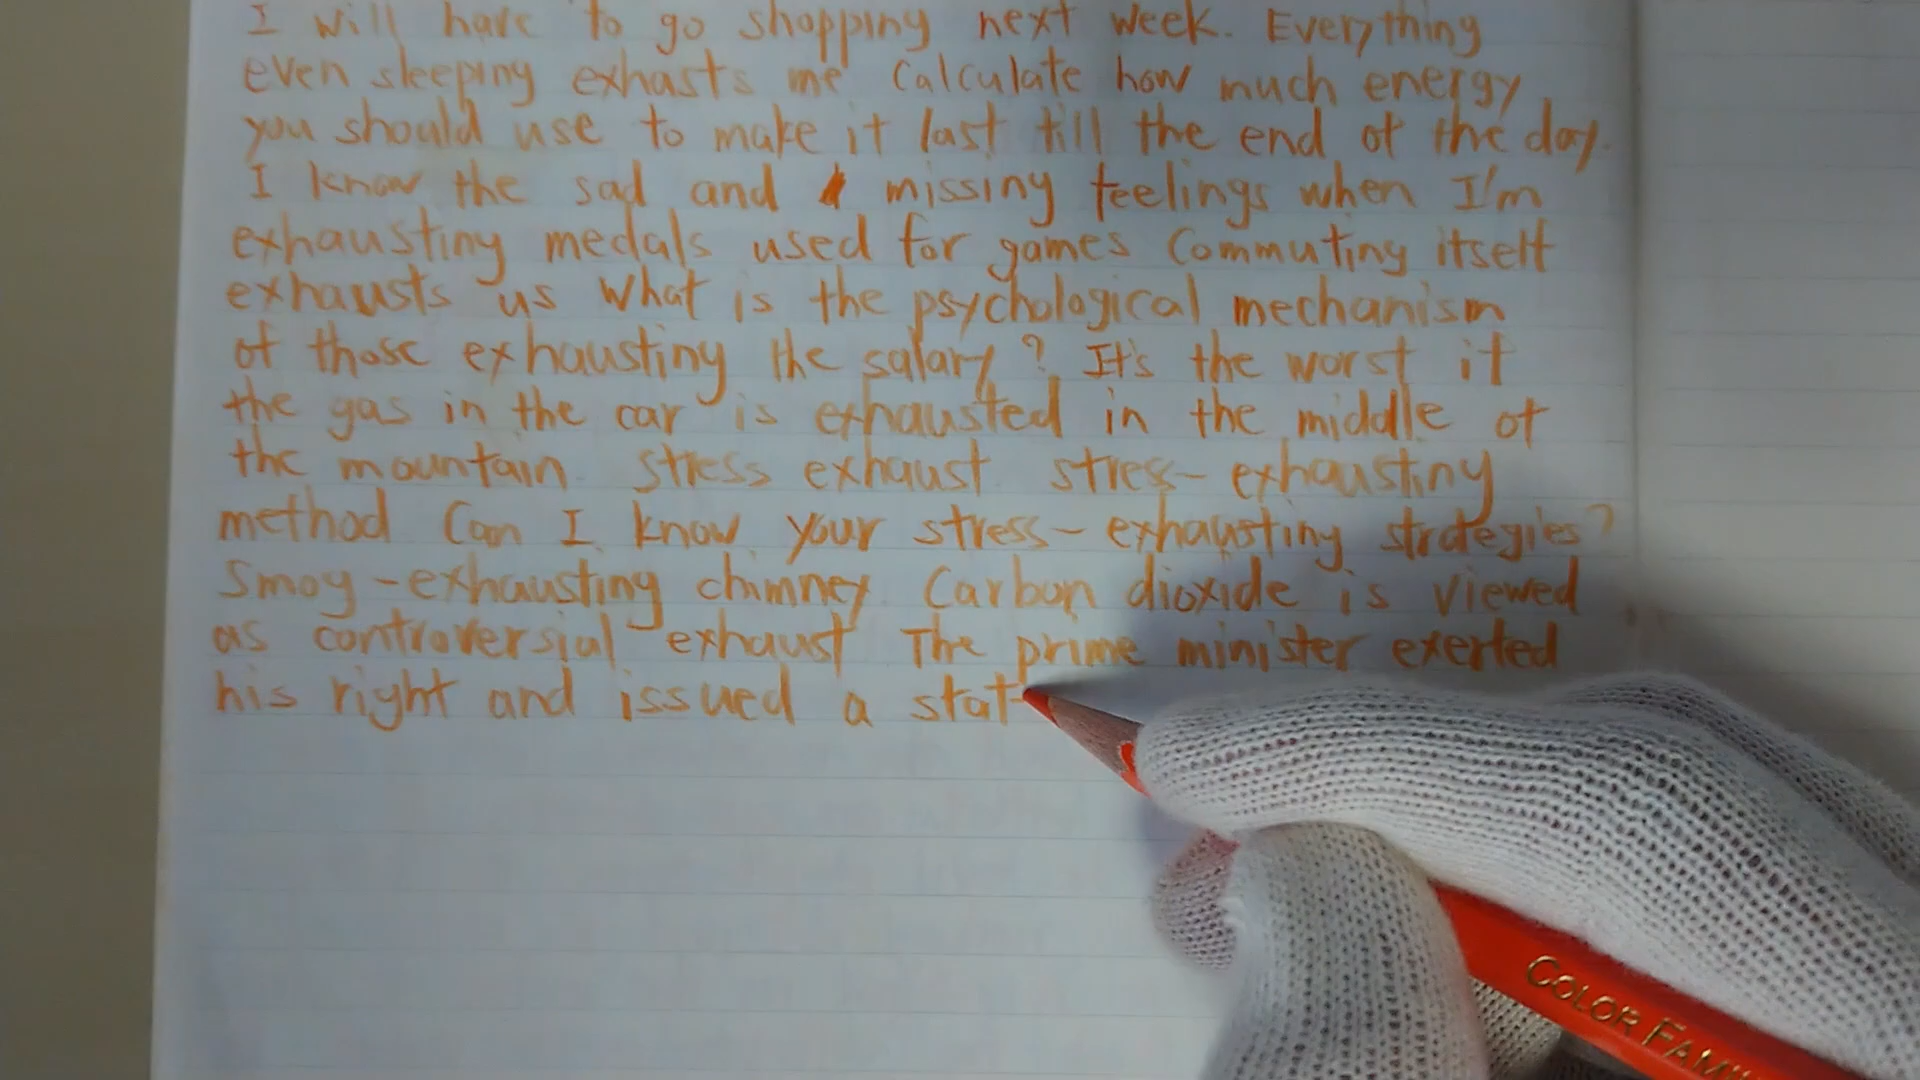 I will have to go shopping next week. Everything
even sleeping exhasts me Calculate how much energy
you should use to make it last till the end of the day.
I know the sad and missing feelings when I'm
exhausting medals used for games Commuting itself
exhausts us What is the psychological mechanism
of those exhausting the salary? It's the worst if
the gas in the car is exhausted in the middle of
the mountain. Stress exhaust stress-exhausting
method Can I know your stress-exhausting strategies?
Smog-exhausting chimney. Carbon dioxide is viewed
as controversial exhaust The prime minister exerted
his right and issued a stat
COLOR FAMI